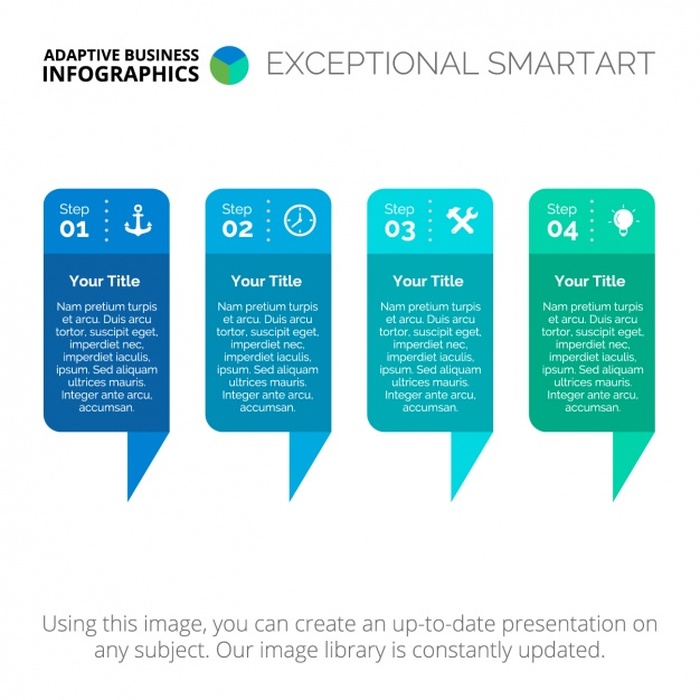 ADAPTIVE BUSINESS
INFOGRAPHICS
EXCEPTIONAL SMARTART
Step
01
Your Title
Nam pretium turpis
et arcu. Duis arcu
tortor, suscipit eget,
imperdiet nec,
imperdiet iaculis,
ipsum. Sed aliquam
ultrices mauris.
Integer ante arcu,
accumsan.
Step
02
Your Title
Nam pretium turpis
et arcu. Duis arcu
tortor, suscipit eget,
imperdiet nec,
imperdiet iaculis,
ipsum. Sed aliquam
ultrices mauris.
Integer ante arcu,
accumsan.
Step
03
Your Title
Nam pretium turpis
et arcu. Duis arcu
tortor, suscipit eget,
imperdiet nec,
imperdiet iaculis,
ipsum. Sed aliquam
ultrices mauris.
Integer ante arcu,
accumsan.
Step
04
Your Title
Nam pretium turpis
et arcu. Duis arcu
tortor, suscipit eget,
imperdiet nec,
imperdiet iaculis,
ipsum. Sed aliquam
ultrices mauris.
Integer ante arcu,
accumsan.
Using this image, you can create an up-to-date presentation on
any subject. Our image library is constantly updated.